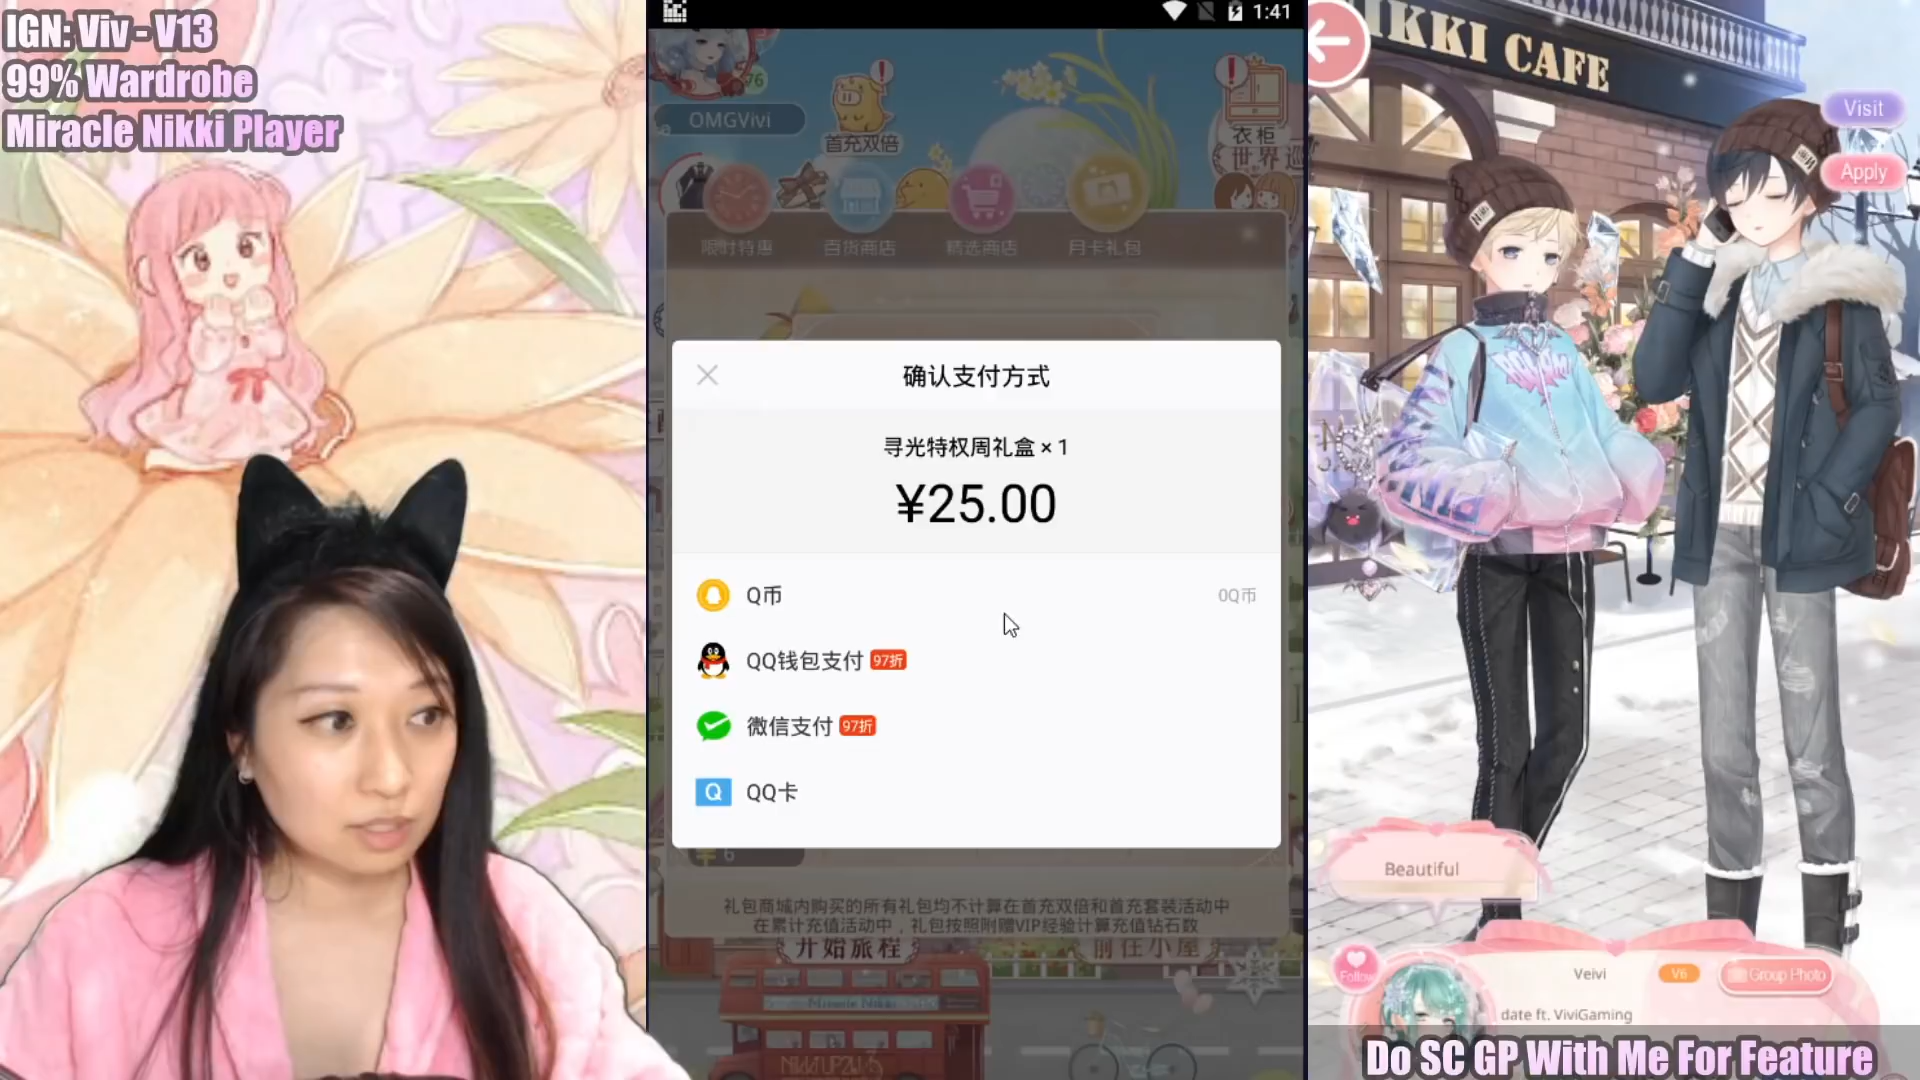 IGN: Viv - V13
99% Wardrobe
Miracle Nikki Player
1:41
76
OMGVivi
首充双倍
衣柜
限时特惠
百货商店
精选商店
月卡礼包
确认支付方式
寻光特权周礼盒 × 1
¥25.00
Q币
0Q币
QQ钱包支付 97折
微信支付 97折
Q QQ卡
6
礼包商城内购买的所有礼包均不计算在首充双倍和首充套装活动中
在累计充值活动中，礼包按照附赠VIP经验计算充值钻石数
开始旅程
前往小屋
Miracle Nikki
IKKI CAFE
Visit
Apply
Beautiful
Follow
Veivi
V6
Group Photo
date ft. ViviGaming
Do SC GP With Me For Feature